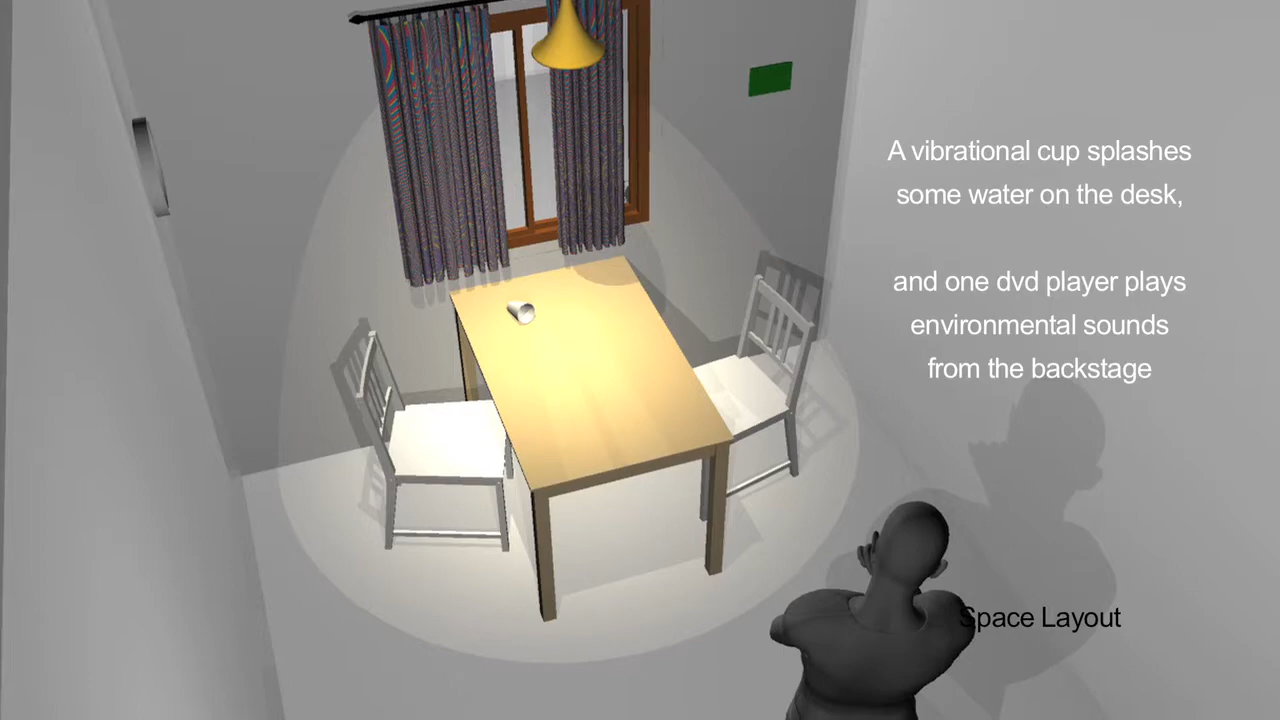 A vibrational cup splashes
some water on the desk,
and one dvd player plays
environmental sounds
from the backstage
Space Layout